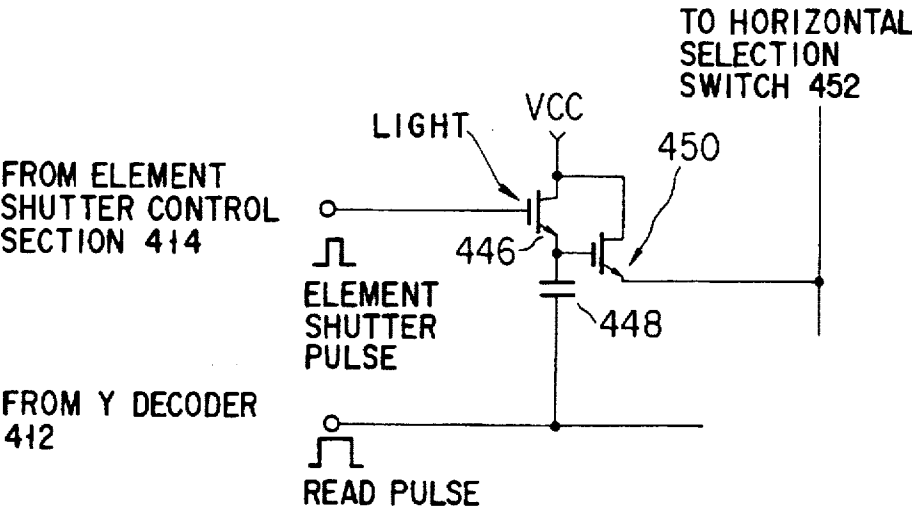 TO HORIZONTAL
SELECTION
SWITCH 452
VCC
LIGHT
450
FROM ELEMENT
SHUTTER CONTROL
SECTION 414
446
ELEMENT
SHUTTER
PULSE
448
FROM Y DECODER
412
READ PULSE